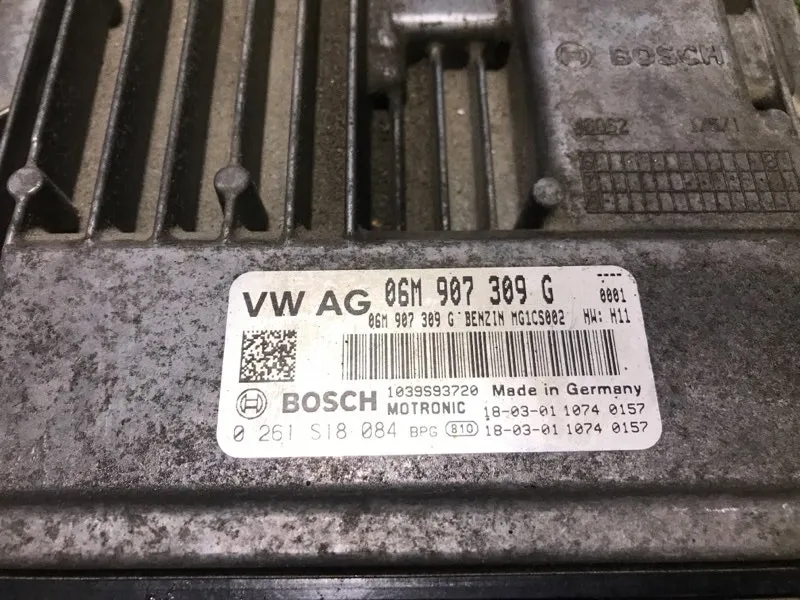 BOSCH
VW AG 06M 907 309 G ----
0001
06M 907 309 G BENZIN MG1CS002 HW: H11
BOSCH 1039S93720 Made in Germany
MOTRONIC 18-03-01 1074 0157
0 261 S18 084 BPG 810 18-03-01 1074 0157